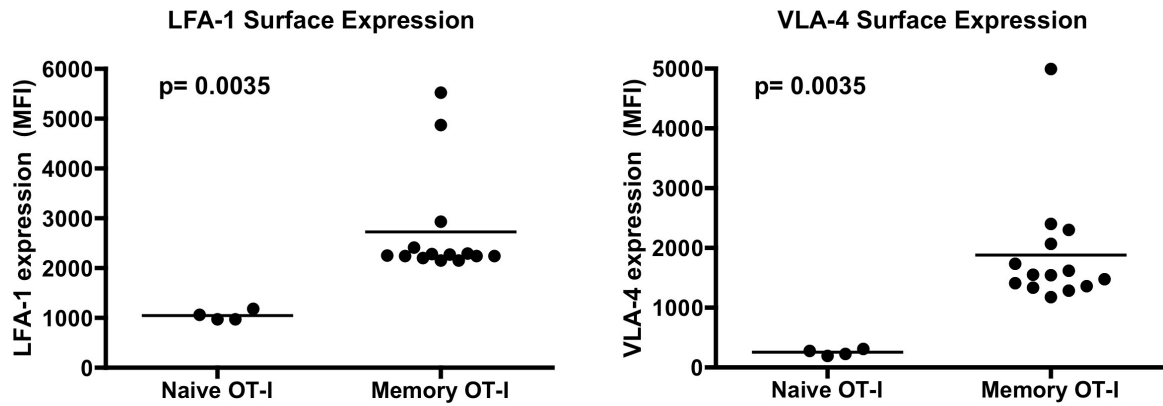 LFA-1 Surface Expression
p= 0.0035
LFA-1 expression (MFI)
6000
5000
4000
3000
2000
1000
0
Naive OT-I
Memory OT-I
VLA-4 Surface Expression
p= 0.0035
VLA-4 expression (MFI)
5000
4000
3000
2000
1000
0
Naive OT-I
Memory OT-I